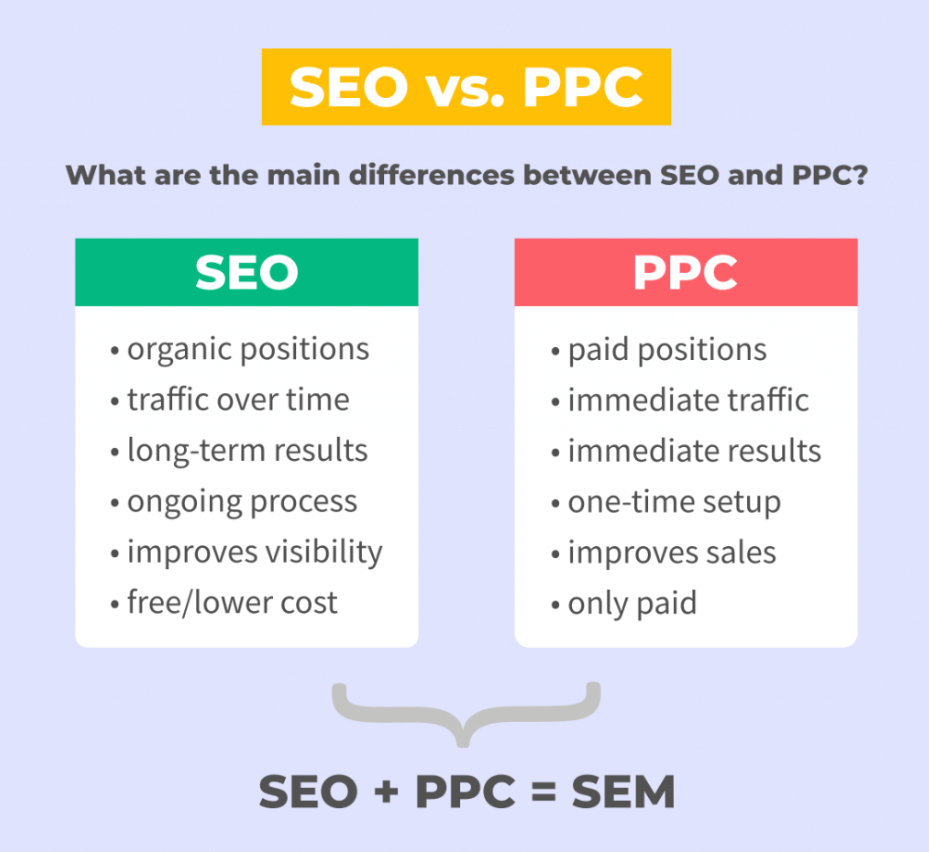 SEO vs. PPC
What are the main differences between SEO and PPC?
SEO
• organic positions
• traffic over time
• long-term results
• ongoing process
• improves visibility
• free/lower cost
PPC
• paid positions
• immediate traffic
• immediate results
• one-time setup
• improves sales
• only paid
SEO + PPC = SEM